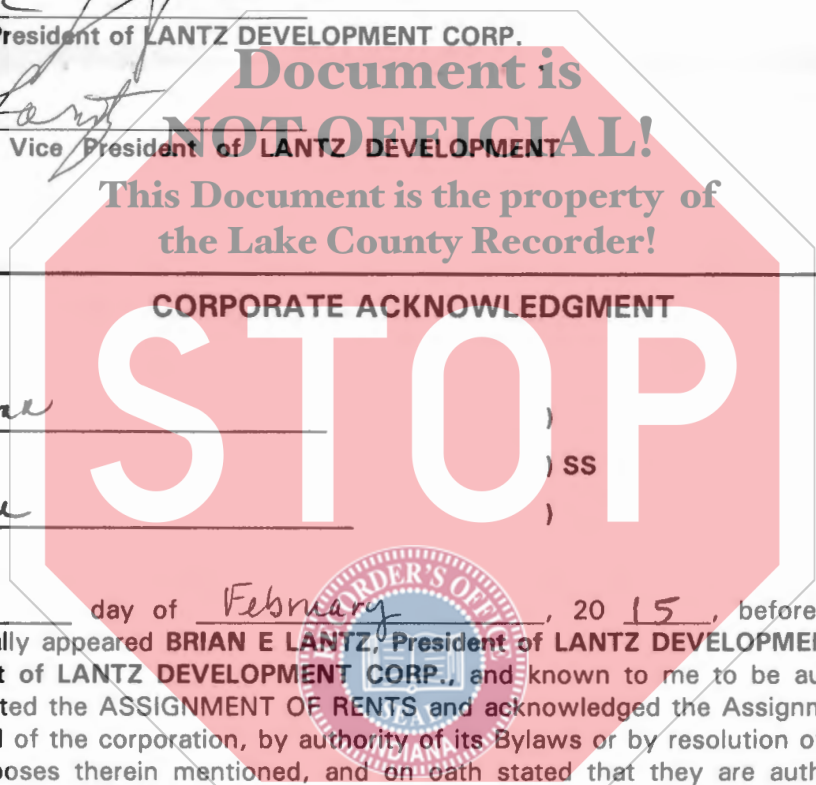 President of LANTZ DEVELOPMENT CORP.
Document is
NOT OFFICIAL!
Vice President of LANTZ DEVELOPMENT
This Document is the property of
the Lake County Recorder!
CORPORATE ACKNOWLEDGMENT
STOP
)
) SS
)
day of February, 20 15, before
lly appeared BRIAN E LANTZ, President of LANTZ DEVELOPMEN
t of LANTZ DEVELOPMENT CORP., and known to me to be au
ted the ASSIGNMENT OF RENTS and acknowledged the Assignm
d of the corporation, by authority of its Bylaws or by resolution o
poses therein mentioned, and on oath stated that they are auth
RECORDER'S OFFICE
SEAL
INDIANA